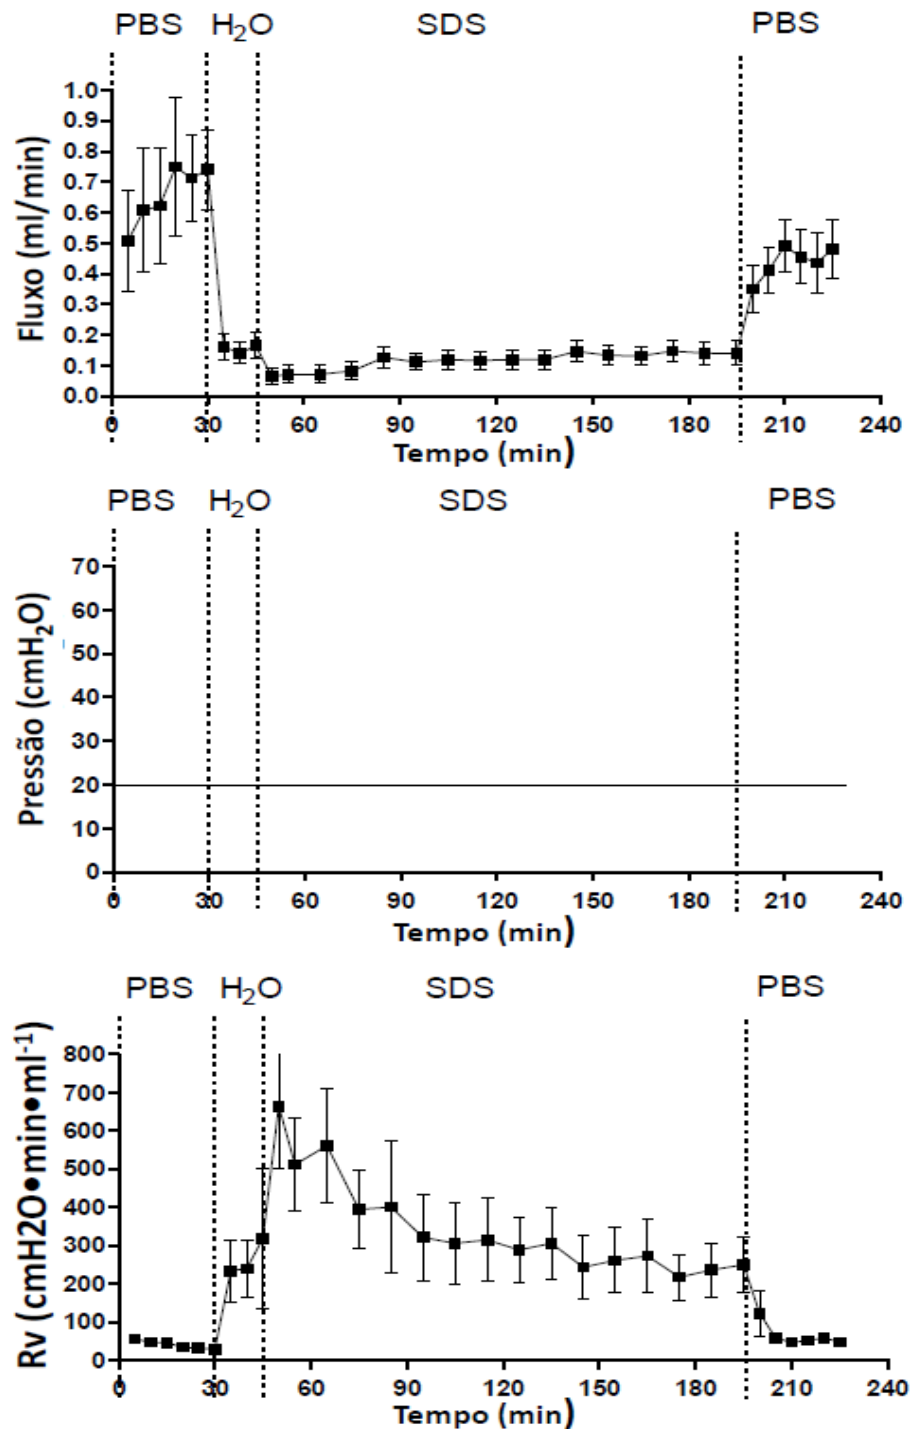 PBS H₂O SDS PBS
Fluxo (ml/min)
1.0
0.9
0.8
0.7
0.6
0.5
0.4
0.3
0.2
0.1
0.0
0 30 60 90 120 150 180 210 240
Tempo (min)
PBS H₂O SDS PBS
Pressão (cmH₂O)
70
60
50
40
30
20
10
0
0 30 60 90 120 150 180 210 240
Tempo (min)
PBS H₂O SDS PBS
Rv (cmH2O•min•ml⁻¹)
800
700
600
500
400
300
200
100
0
0 30 60 90 120 150 180 210 240
Tempo (min)